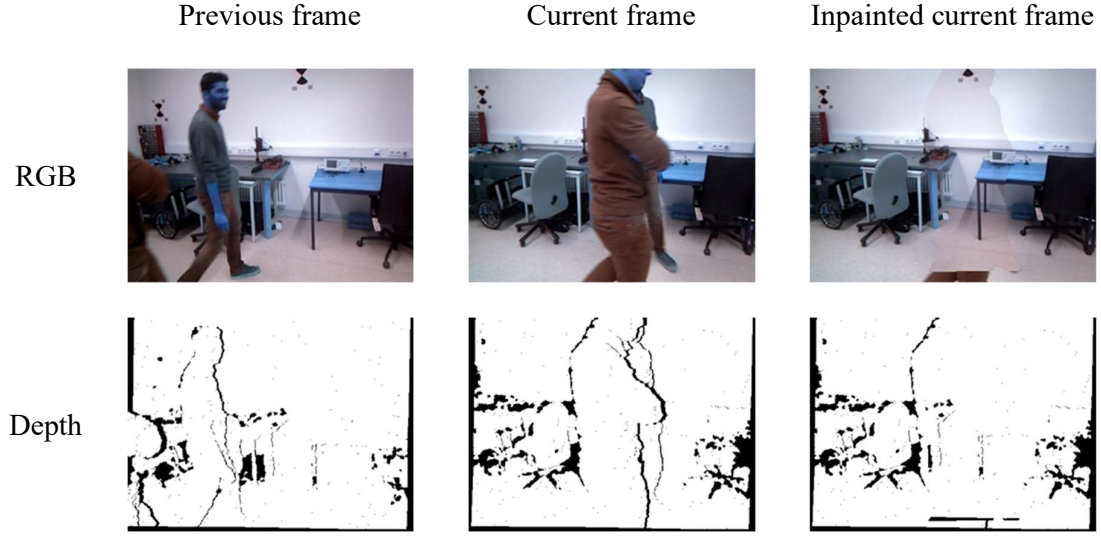 Previous frame
Current frame
Inpainted current frame
RGB
Depth